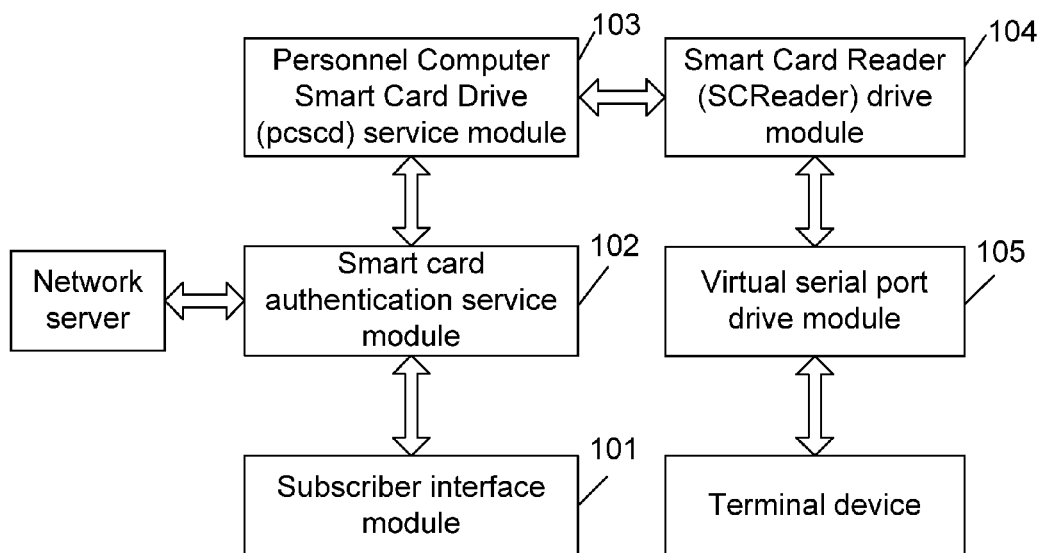 103
Personnel Computer
Smart Card Drive
(pcscd) service module
104
Smart Card Reader
(SCReader) drive
module
Network
server
102
Smart card
authentication service
module
105
Virtual serial port
drive module
101
Subscriber interface
module
Terminal device